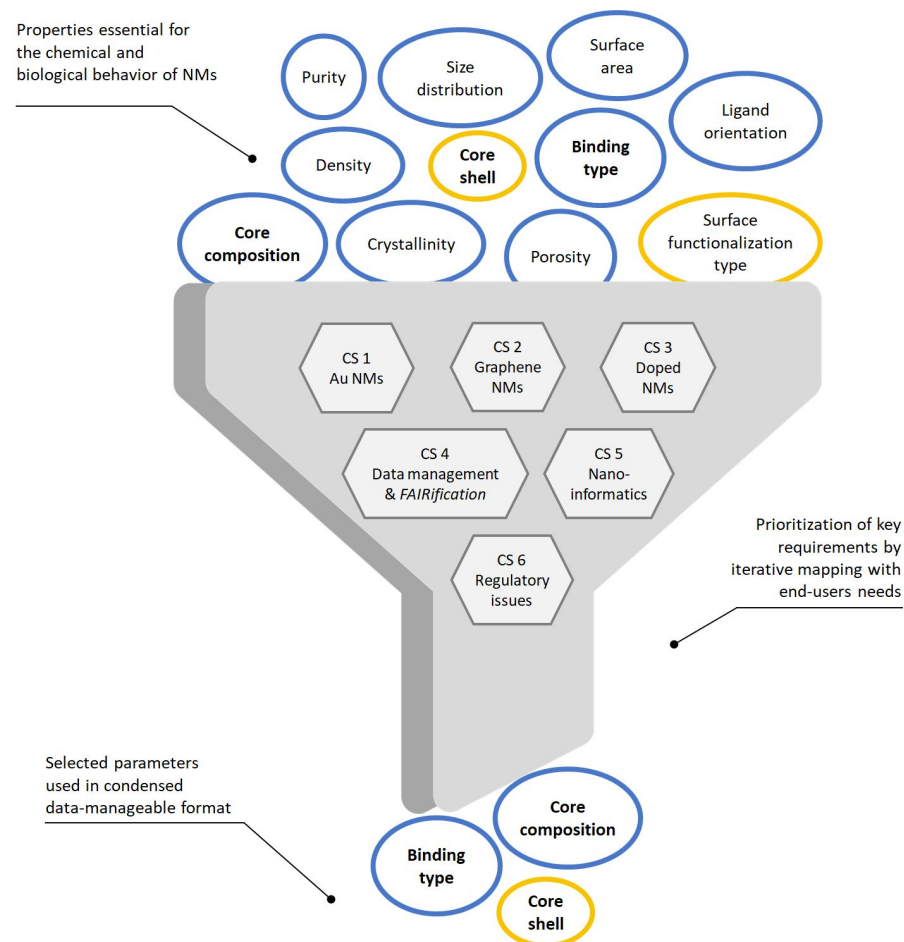 Properties essential for
the chemical and
biological behavior of NMs
Purity
Size
distribution
Surface
area
Ligand
orientation
Density
Core
shell
Binding
type
Core
composition
Crystallinity
Porosity
Surface
functionalization
type
CS 1
Au NMs
CS 2
Graphene
NMs
CS 3
Doped
NMs
CS 4
Data management
& FAIRification
CS 5
Nano-
informatics
CS 6
Regulatory
issues
Prioritization of key
requirements by
iterative mapping with
end-users needs
Selected parameters
used in condensed
data-manageable format
Core
composition
Binding
type
Core
shell